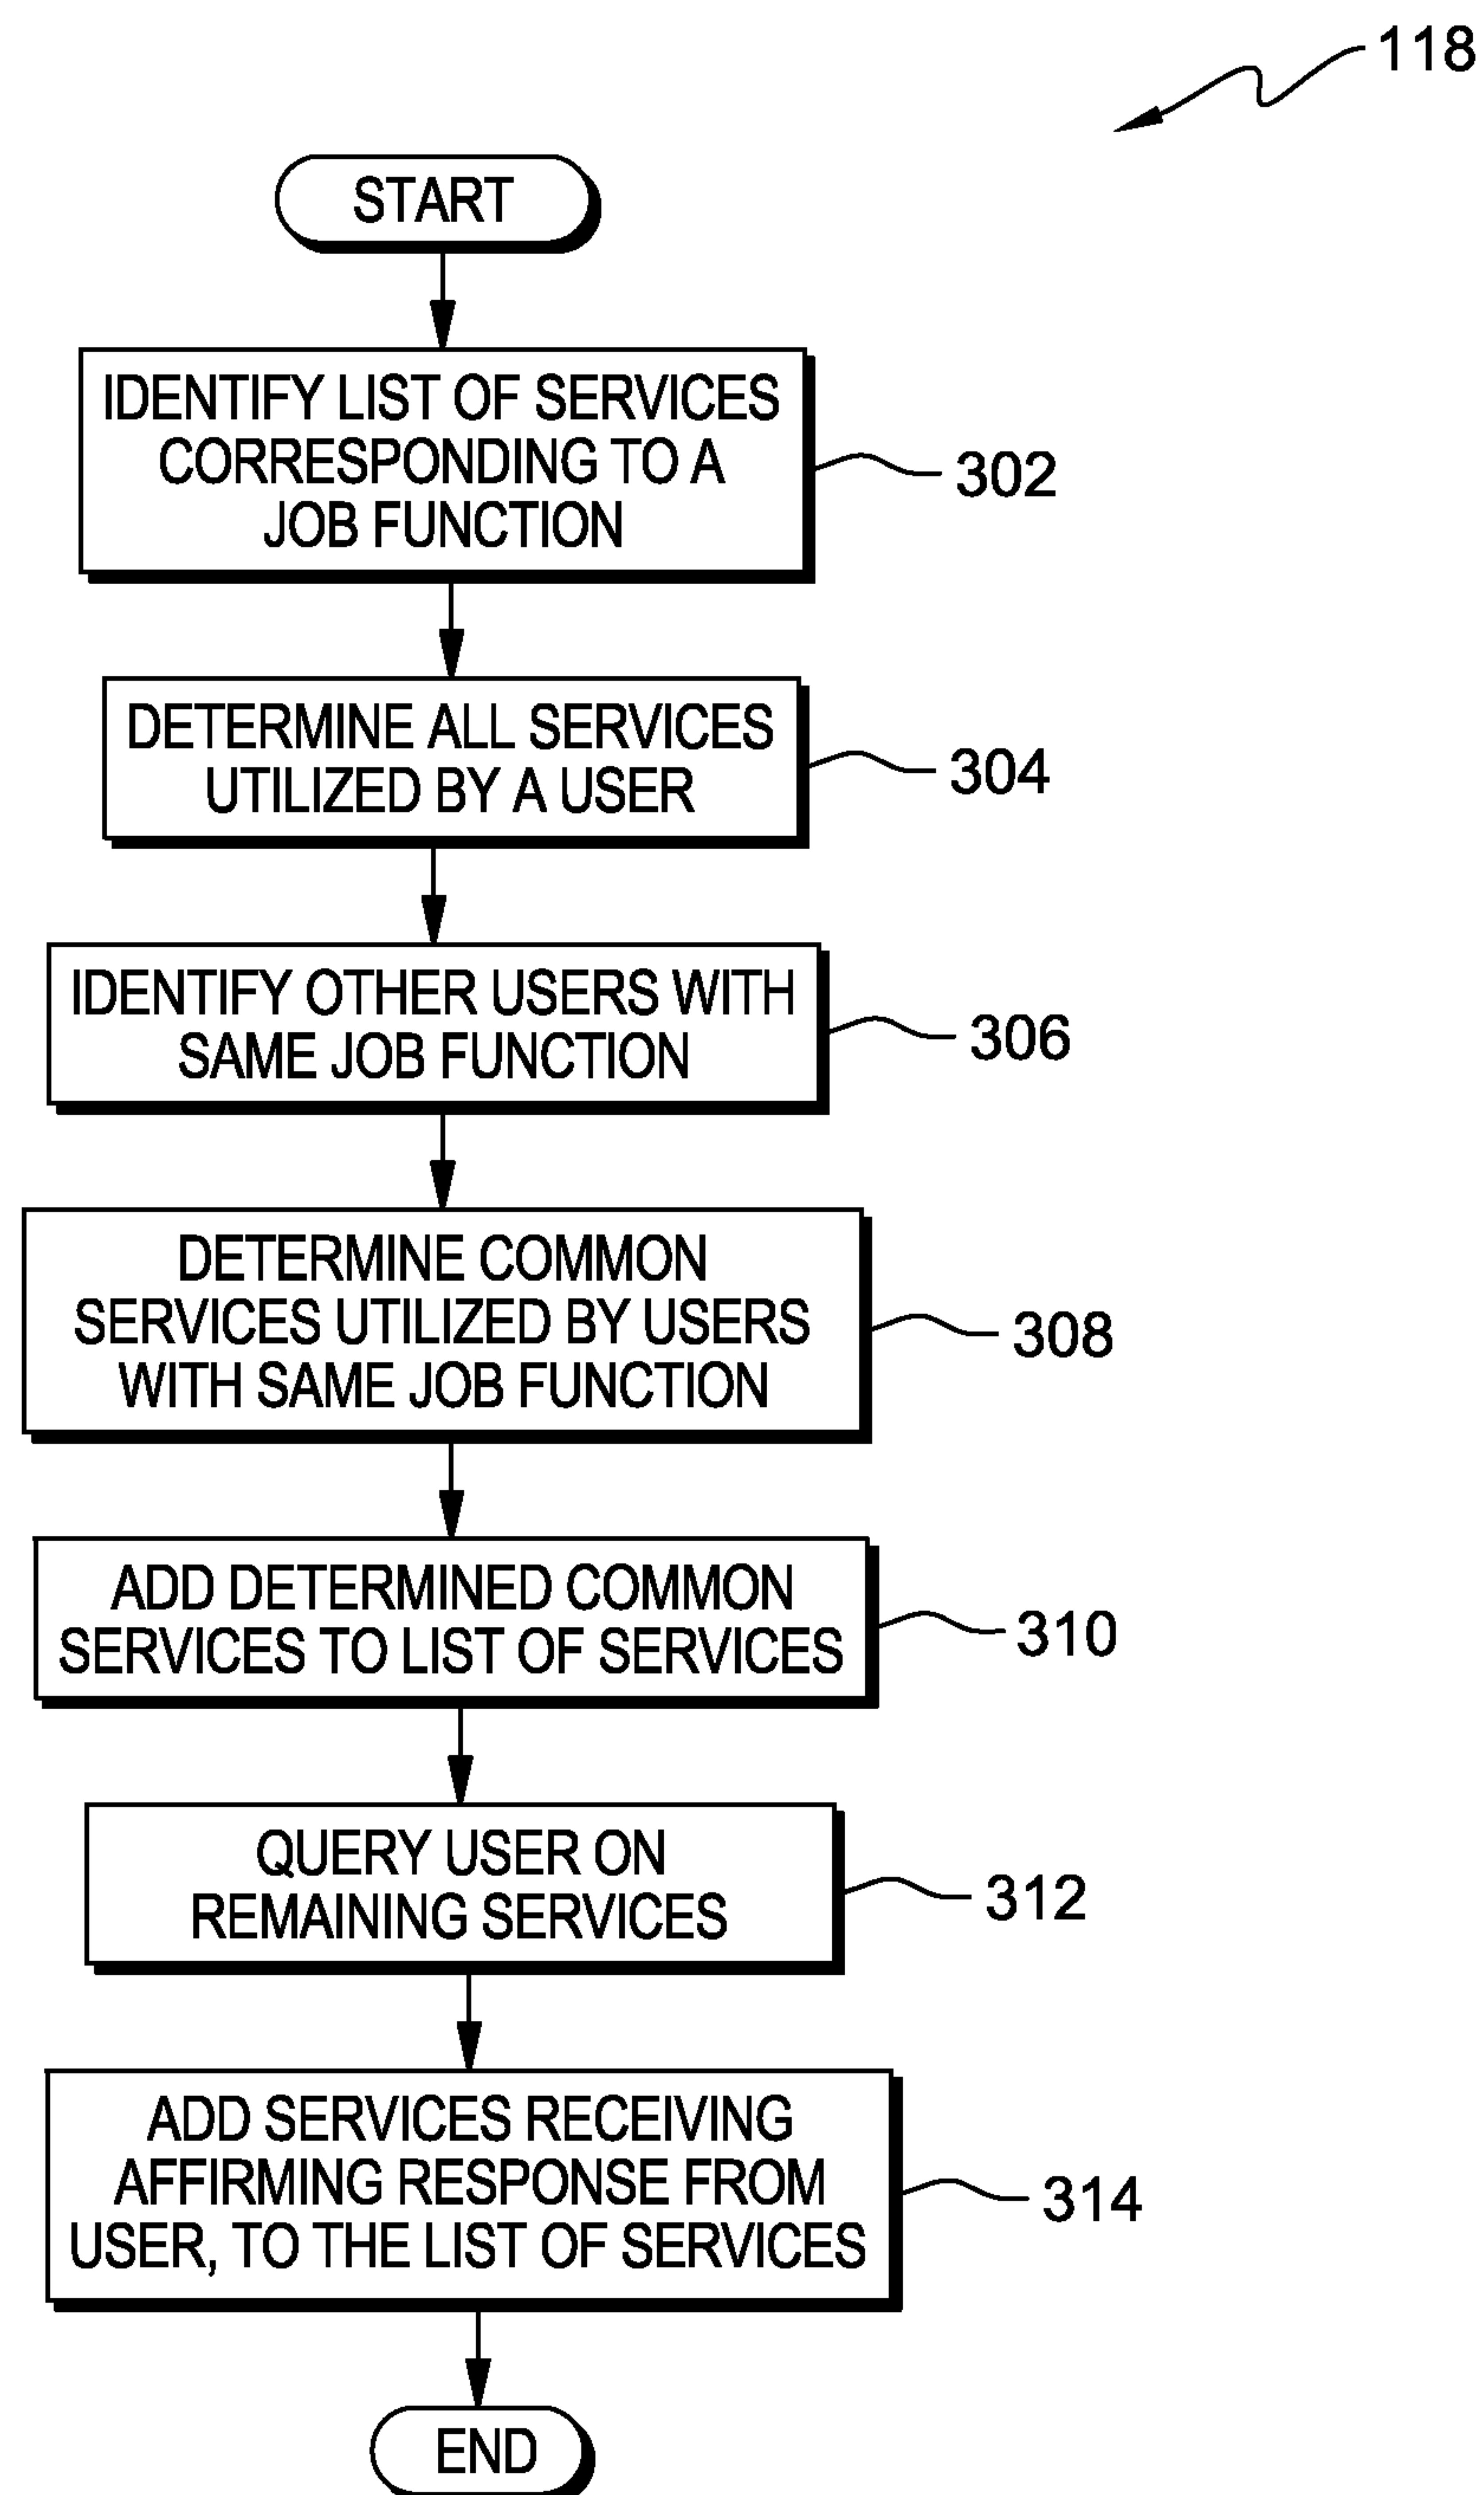 118
START
IDENTIFY LIST OF SERVICES
CORRESPONDING TO A
JOB FUNCTION
302
DETERMINE ALL SERVICES
UTILIZED BY A USER
304
IDENTIFY OTHER USERS WITH
SAME JOB FUNCTION
306
DETERMINE COMMON
SERVICES UTILIZED BY USERS
WITH SAME JOB FUNCTION
308
ADD DETERMINED COMMON
SERVICES TO LIST OF SERVICES
310
QUERY USER ON
REMAINING SERVICES
312
ADD SERVICES RECEIVING
AFFIRMING RESPONSE FROM
USER, TO THE LIST OF SERVICES
314
END